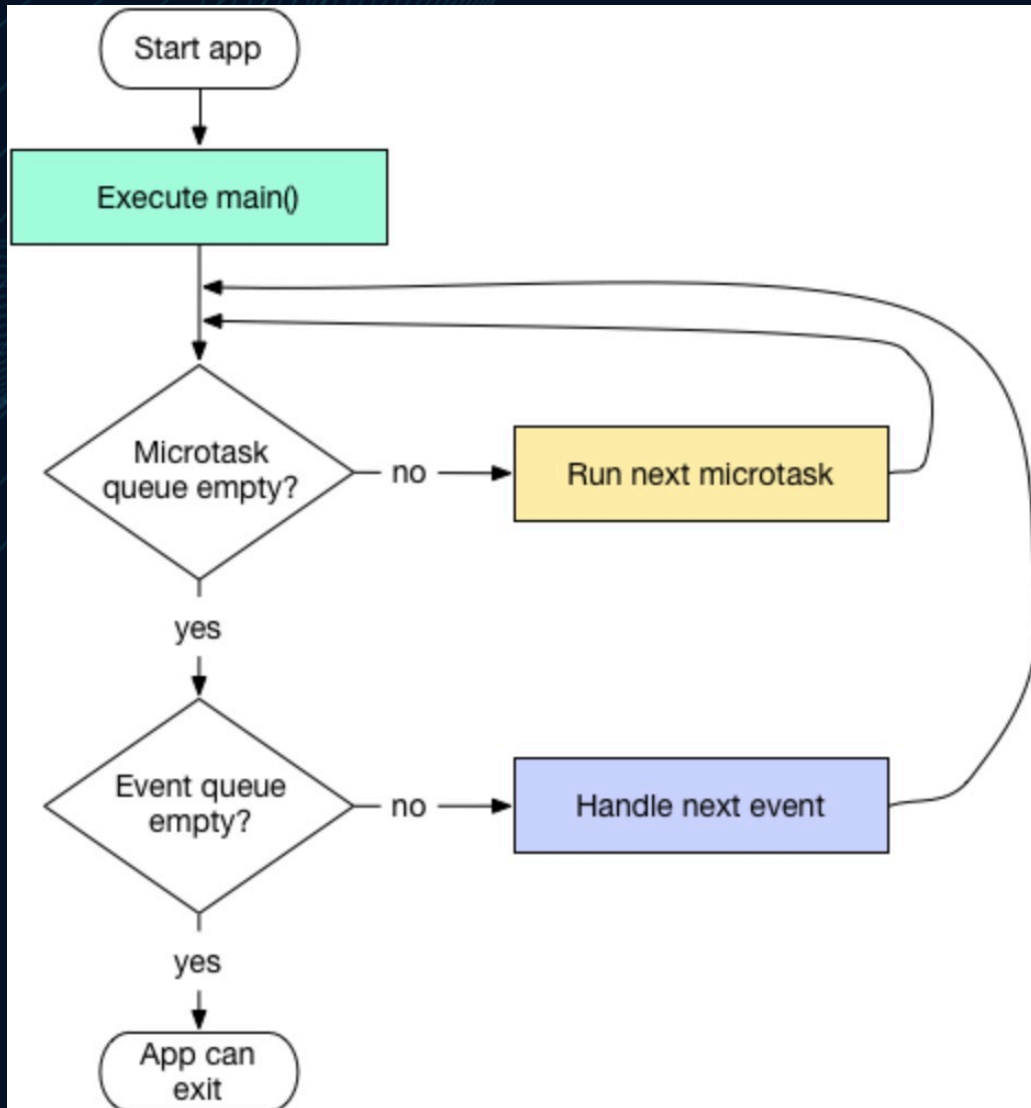 Start app
Execute main()
Microtask
queue empty?
no
Run next microtask
yes
Event queue
empty?
no
Handle next event
yes
App can
exit